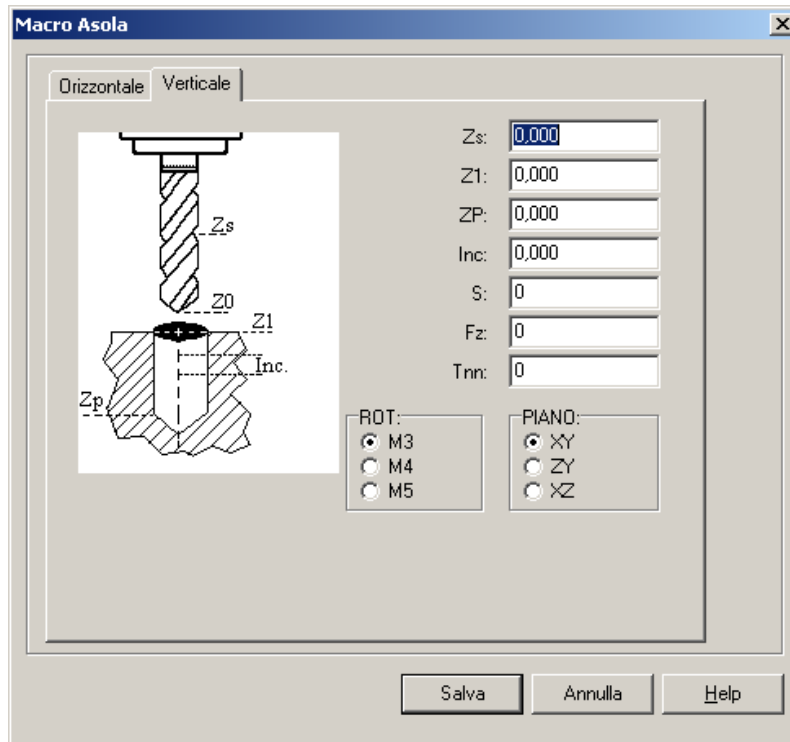 Macro Asola
Orizzontale
Verticale
Zs
Z0
Z1
Inc.
Zp
Zs: 0,000
Z1: 0,000
ZP: 0,000
Inc: 0,000
S: 0
Fz: 0
Tnn: 0
ROT:
M3
M4
M5
PIANO:
XY
ZY
XZ
Salva
Annulla
Help